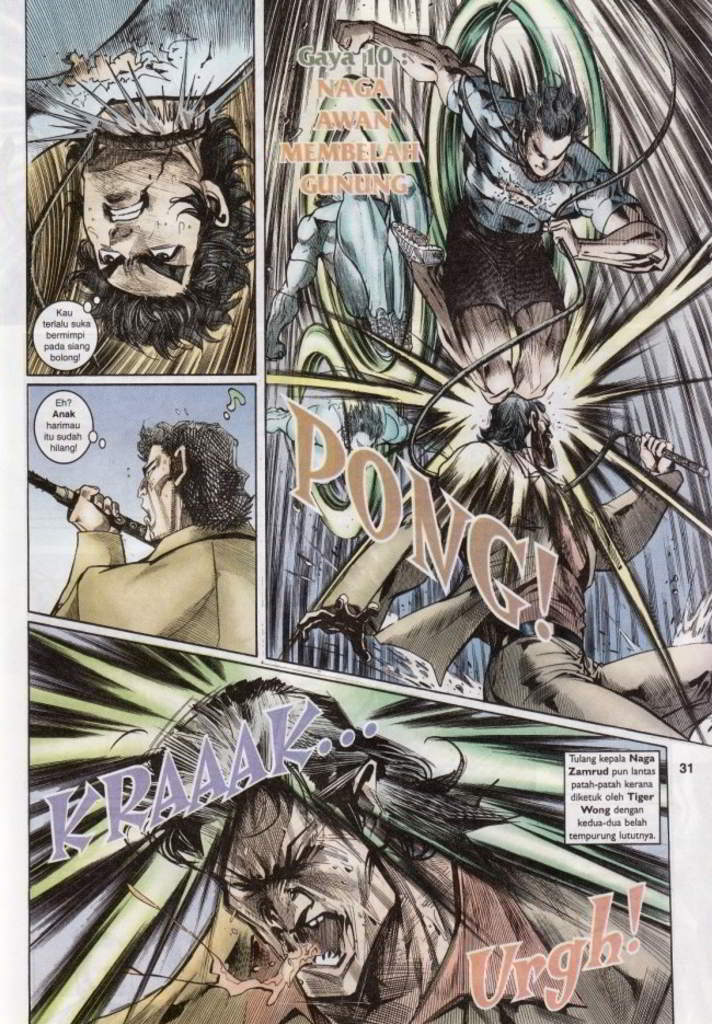 Kau
terlalu suka
bermimpi
pada siang
bolong!
Eh?
Anak
harimau
itu sudah
hilang!
Gaya 10 :
NAGA
AWAN
MEMBELAH
GUNUNG
PONG!
KRAAAK...
Tulang kepala Naga
Zamrud pun lantas
patah-patah kerana
diketuk oleh Tiger
Wong dengan
kedua-dua belah
tempurung lututnya.
31
Urgh!